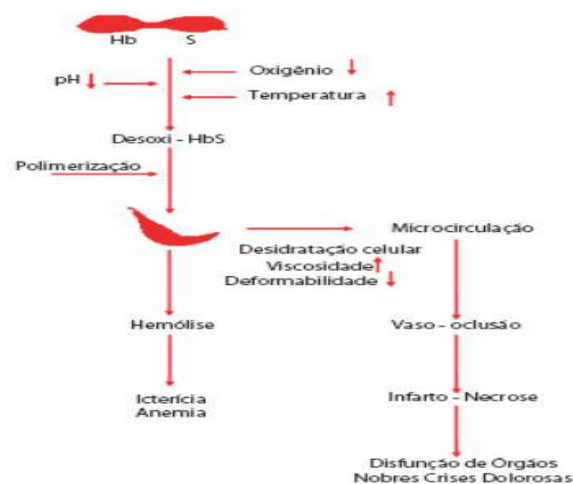 Hb S
pH
Oxigênio
Temperatura
Desoxi - HbS
Polimerização
Microcirculação
Desidratação celular
Viscosidade
Deformabilidade
Hemólise
Vaso - oclusão
Icterícia
Anemia
Infarto - Necrose
Disfunção de Órgãos
Nobres Crises Dolorosas